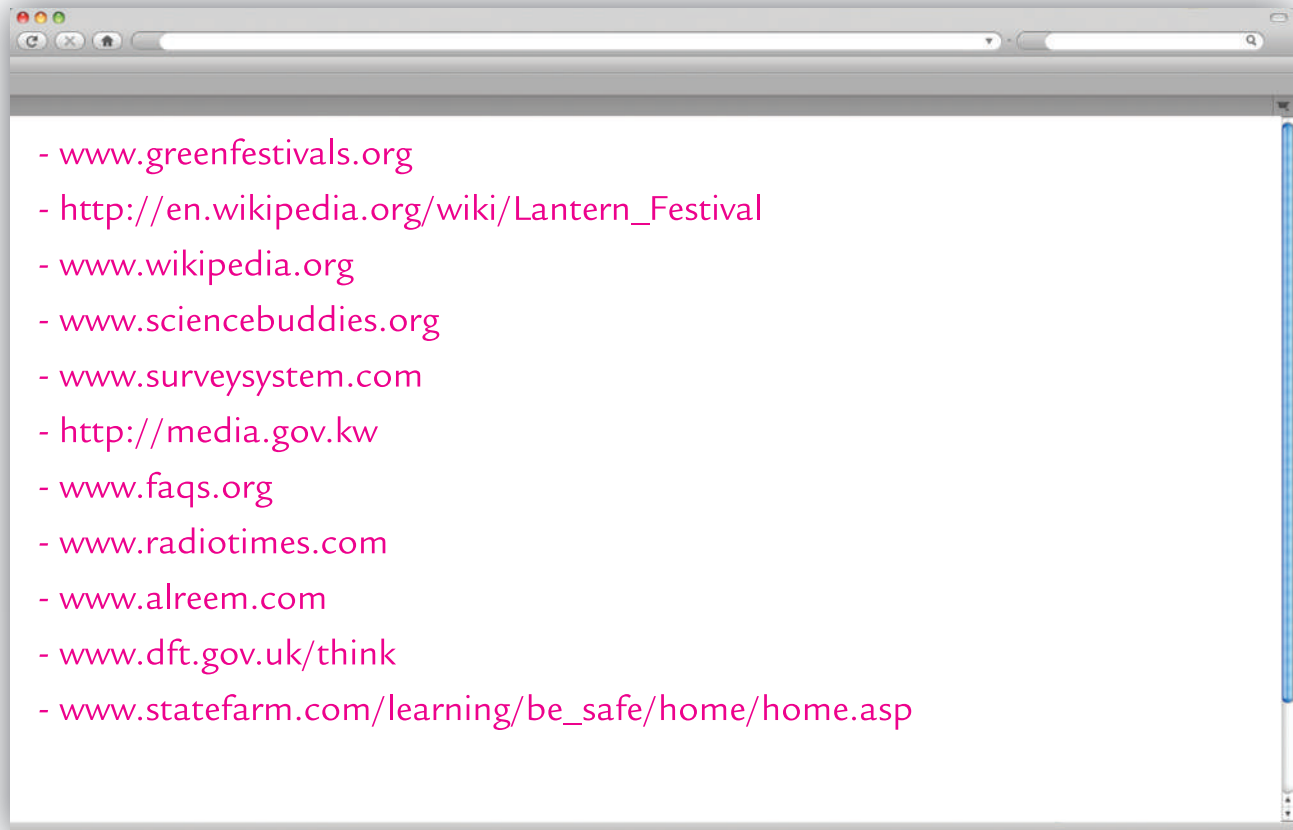 - www.greenfestivals.org
- http://en.wikipedia.org/wiki/Lantern_Festival
- www.wikipedia.org
- www.sciencebuddies.org
- www.surveysystem.com
- http://media.gov.kw
- www.faqs.org
- www.radiotimes.com
- www.alreem.com
- www.dft.gov.uk/think
- www.statefarm.com/learning/be_safe/home/home.asp